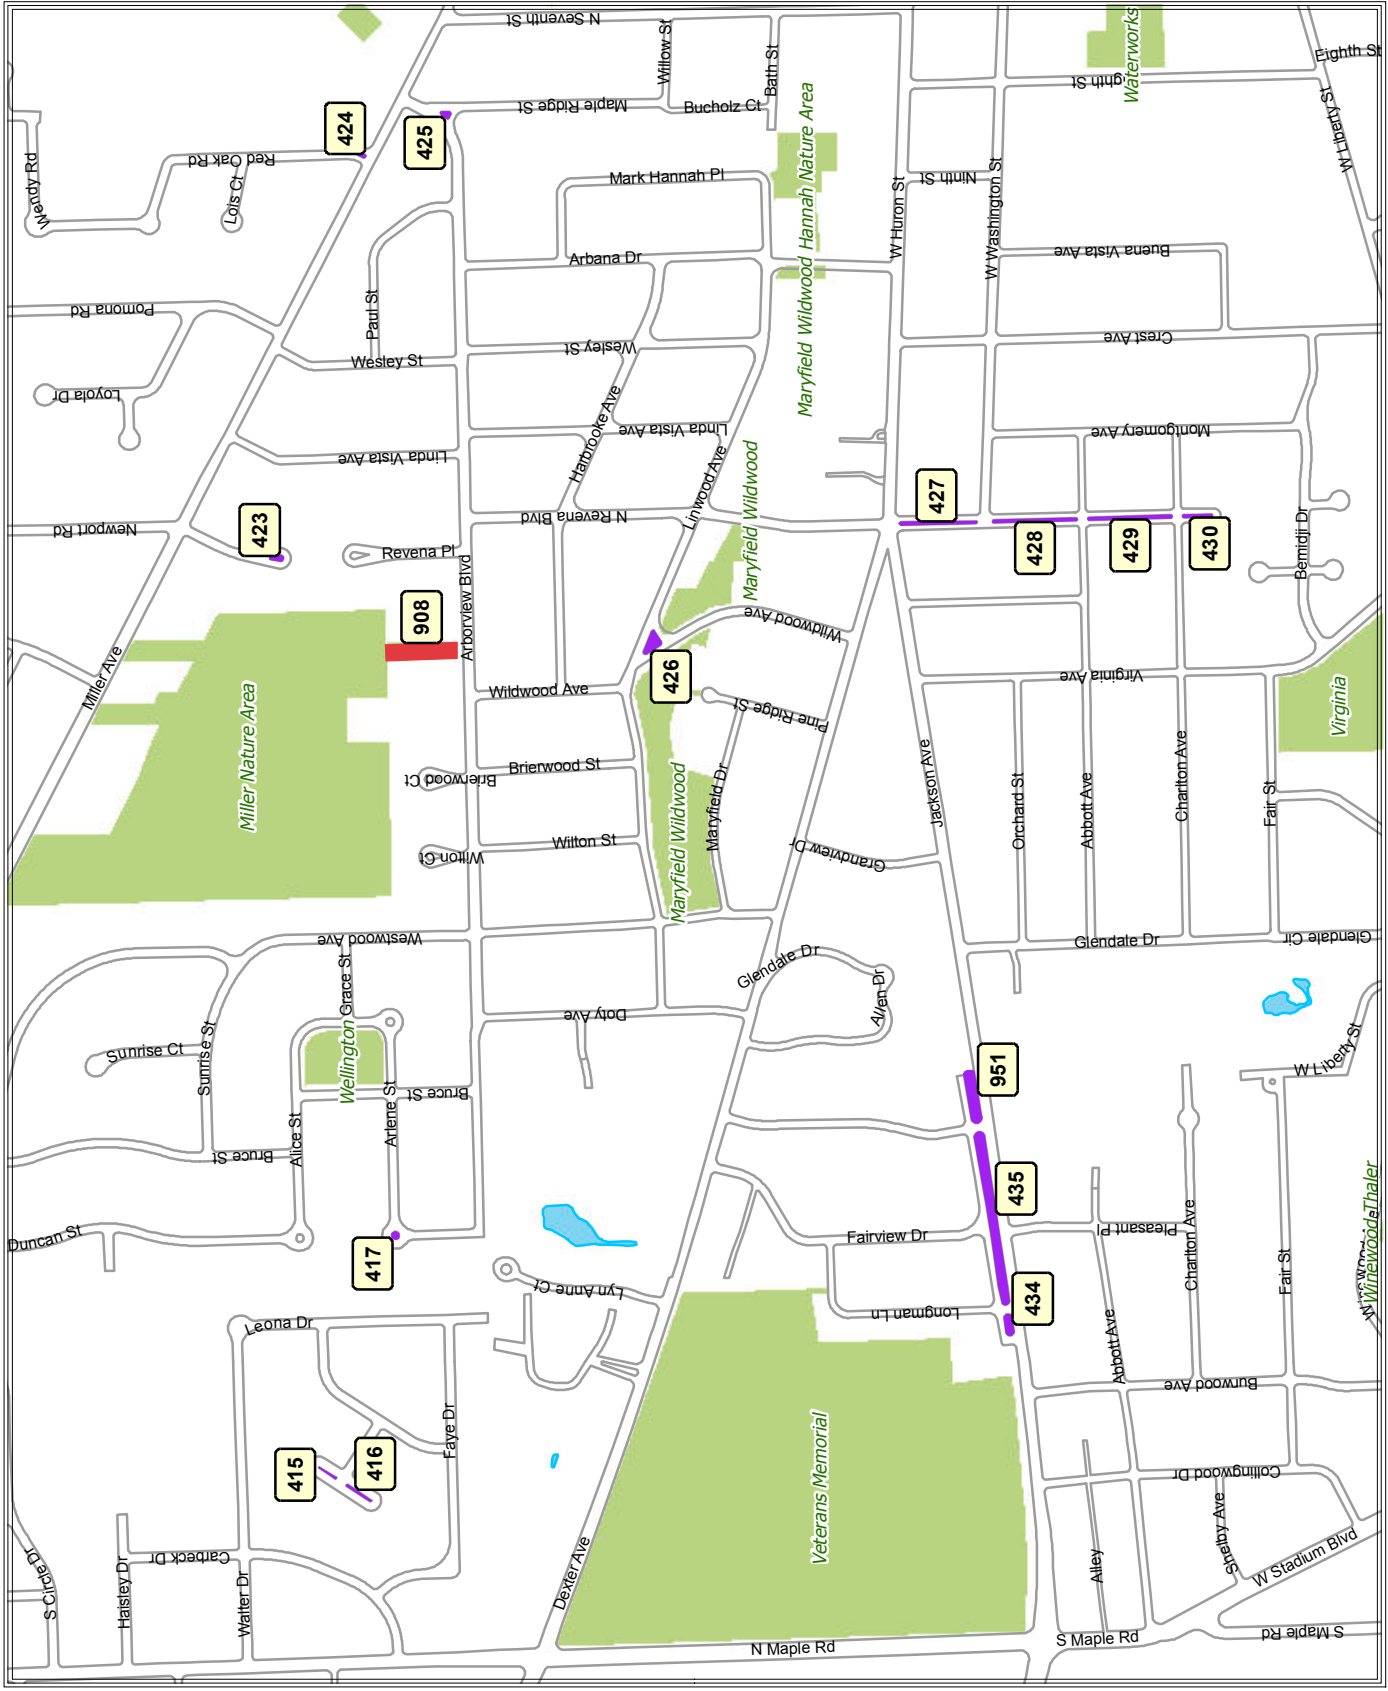 N Seventh St
Willow St
Bath St
Waterworks
Eighth St
ighth St
Maple Ridge St
Bucholz Ct
W Liberty St
424
425
Red Oak Rd
Wendy Rd
Lois Ct
Mark Hannah Pl
Maryfield Wildwood Hannah Nature Area
W Huron St
Ninth St
W Washington St
Buena Vista Ave
Arbana Dr
Pomona Rd
Paul St
Wesley St
Wesley St
Crest Ave
Loyola Dr
Harbrooke Ave
Linda Vista Ave
Linda Vista Ave
Montgomery Ave
Linwood Ave
Maryfield Wildwood
427
423
Newport Rd
N Revena Blvd
Revena Pl
428
429
430
Bemidji Dr
Arborview Blvd
908
Wildwood Ave
426
Miller Ave
Wildwood Ave
Virginia Ave
Virginia
Pine Ridge St
Miller Nature Area
Brierwood Ct
Brierwood St
Maryfield Wildwood
Maryfield Dr
Jackson Ave
Orchard St
Abbott Ave
Charlton Ave
Fair St
Wilton Ct
Wilton St
Grandview Dr
Westwood Ave
Glendale Dr
Glendale Cir
Glendale Dr
Grace St
Allen Dr
Doty Ave
Wellington
Sunrise Ct
Sunrise St
W Liberty St
951
Bruce St
Arlene St
Alice St
Bruce St
435
Winewood Thaler
Duncan St
Fairview Dr
Pleasant Pl
Charlton Ave
Fair St
417
Lyn Anne Ct
434
Longman Ln
Leona Dr
Abbott Ave
Burwood Ave
Faye Dr
415
416
Veterans Memorial
Collingwood Dr
Shelby Ave
W Stadium Blvd
Alley
Carbeck Dr
S Circle Dr
Haisley Dr
Walter Dr
Dexter Ave
N Maple Rd
S Maple Rd
S Maple Rd